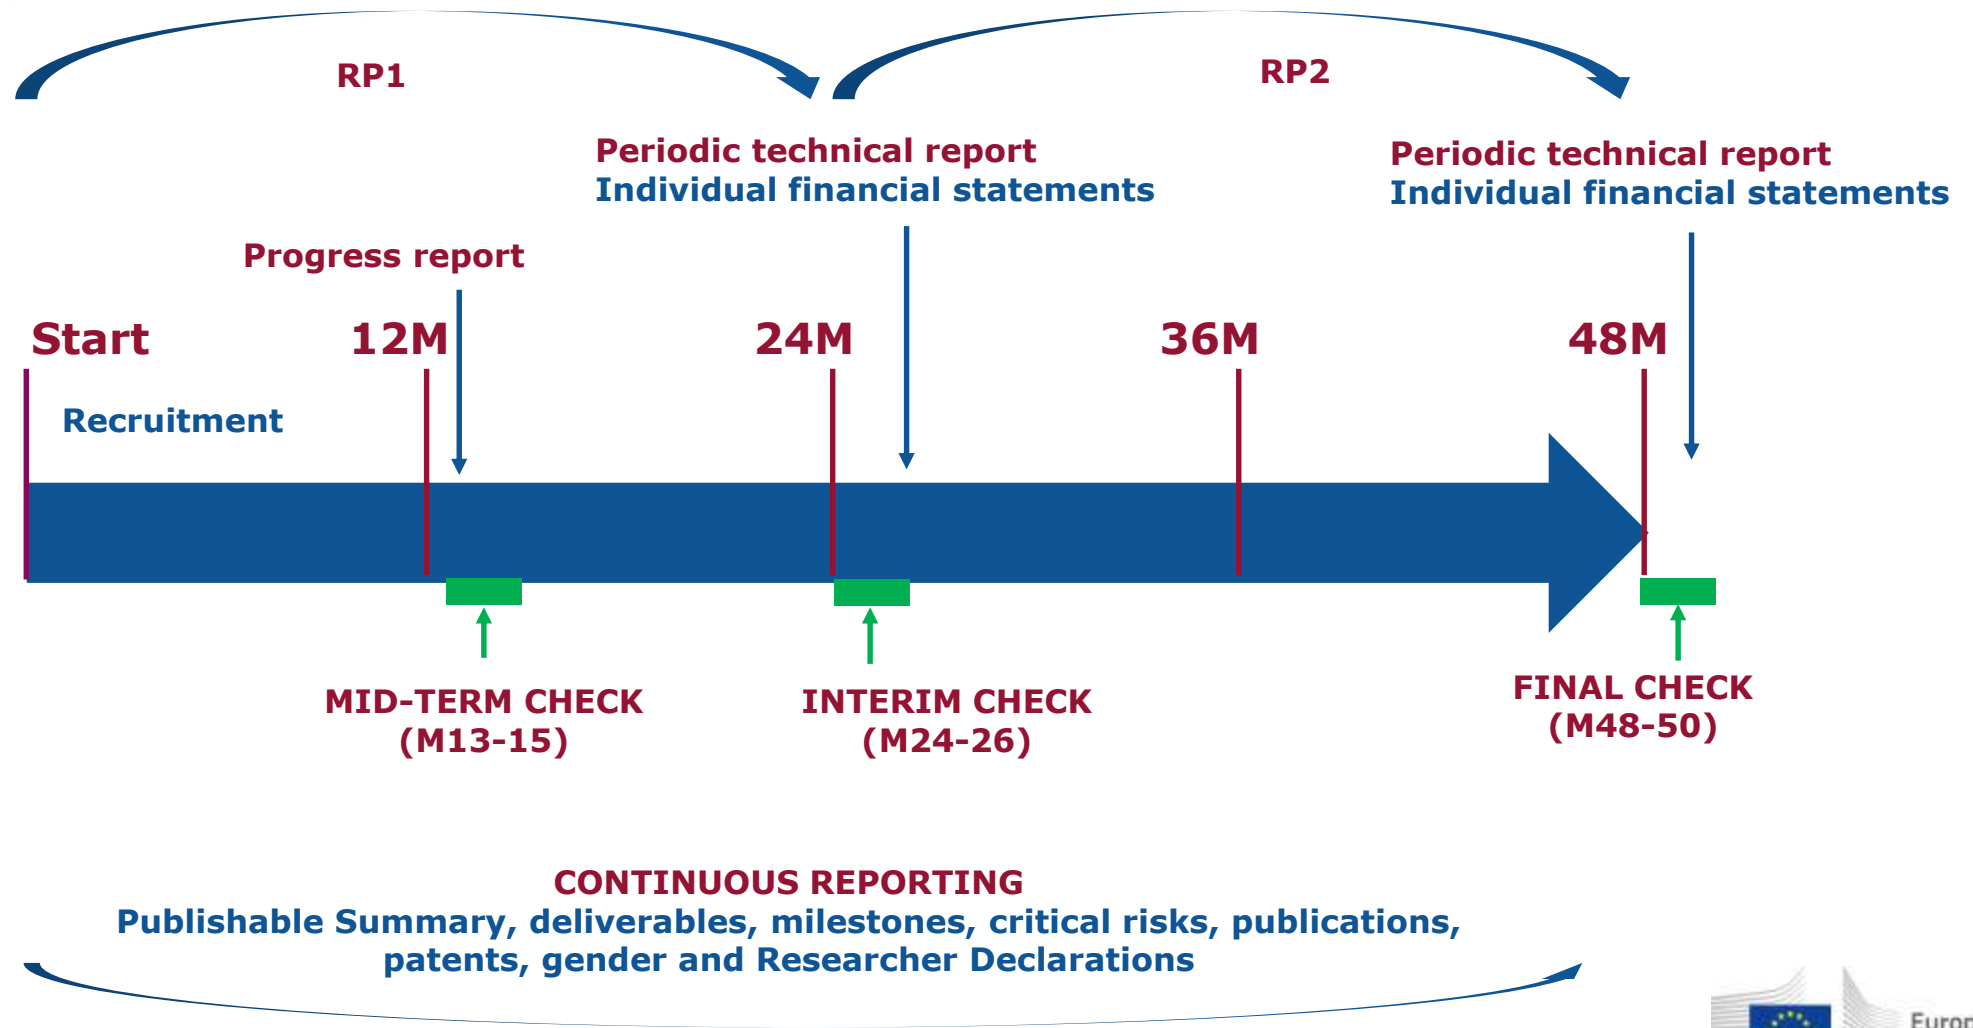 RP1
RP2
Periodic technical report
Individual financial statements
Periodic technical report
Individual financial statements
Progress report
Start
12M
24M
36M
48M
Recruitment
MID-TERM CHECK
(M13-15)
INTERIM CHECK
(M24-26)
FINAL CHECK
(M48-50)
CONTINUOUS REPORTING
Publishable Summary, deliverables, milestones, critical risks, publications,
patents, gender and Researcher Declarations